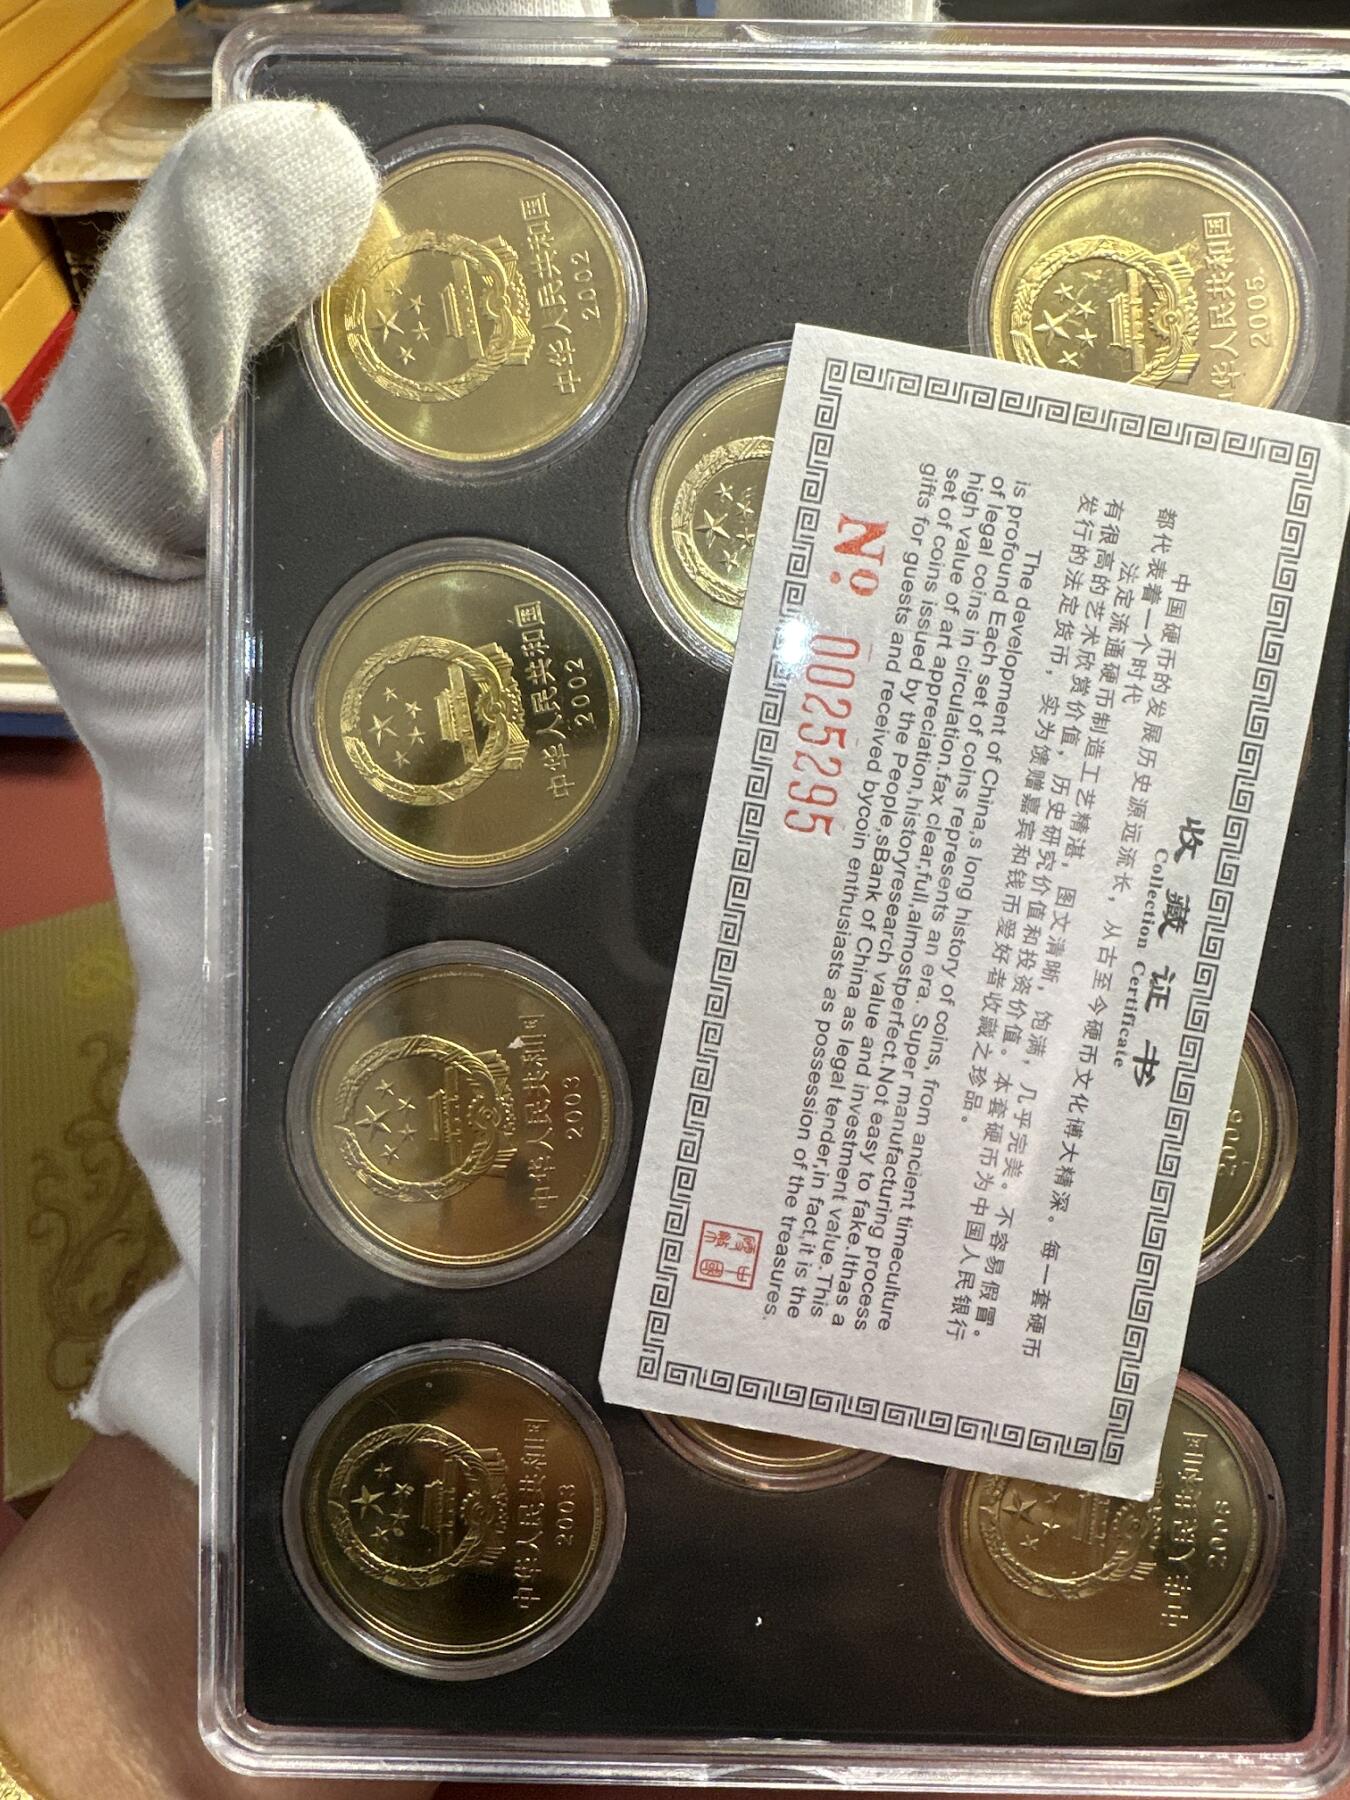 收藏证书
Collection Certificate
中国硬币的发展历史源远流长，从古至今硬币文化博大精深。每一套硬币
都代表着一个时代
法定流通硬币制造工艺精湛，图文清晰，饱满，几乎完美。不容易假冒。
有很高的艺术欣赏价值，历史研究价值和投资价值。本套硬币为中国人民银行
发行的法定货币，实为馈赠嘉宾和钱币爱好者收藏之珍品。
The development of China,s long history of coins, from ancient timeculture
is profound Each set of coins represents an era. Super manufacturing process
of legal coins in circulation,fax clear,full,almostperfect.Not easy to fake.Ithas a
high value of art appreciation,historyresearch value and investment value.This
set of coins issued by the People,sBank of China as legal tender,in fact,it is the
gifts for guests and received bycoin enthusiasts as possession of the treasures.
No. 0025295
中华人民共和国
2005
中华人民共和国
2006
中华人民共和国
2002
中华人民共和国
2002
中华人民共和国
2003
中华人民共和国
2003